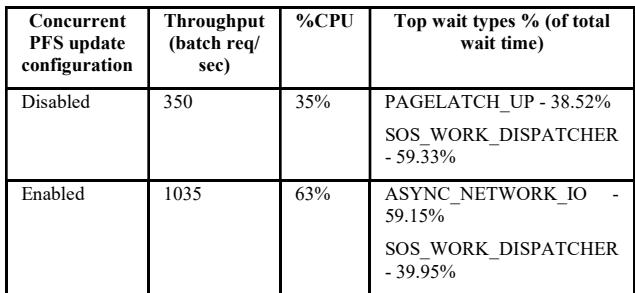 Concurrent
PFS update
configuration
Throughput
(batch req/
sec)
%CPU
Top wait types % (of total
wait time)
Disabled
350
35%
PAGELATCH_UP - 38.52%
SOS_WORK_DISPATCHER
- 59.33%
Enabled
1035
63%
ASYNC_NETWORK_IO -
59.15%
SOS_WORK_DISPATCHER
- 39.95%